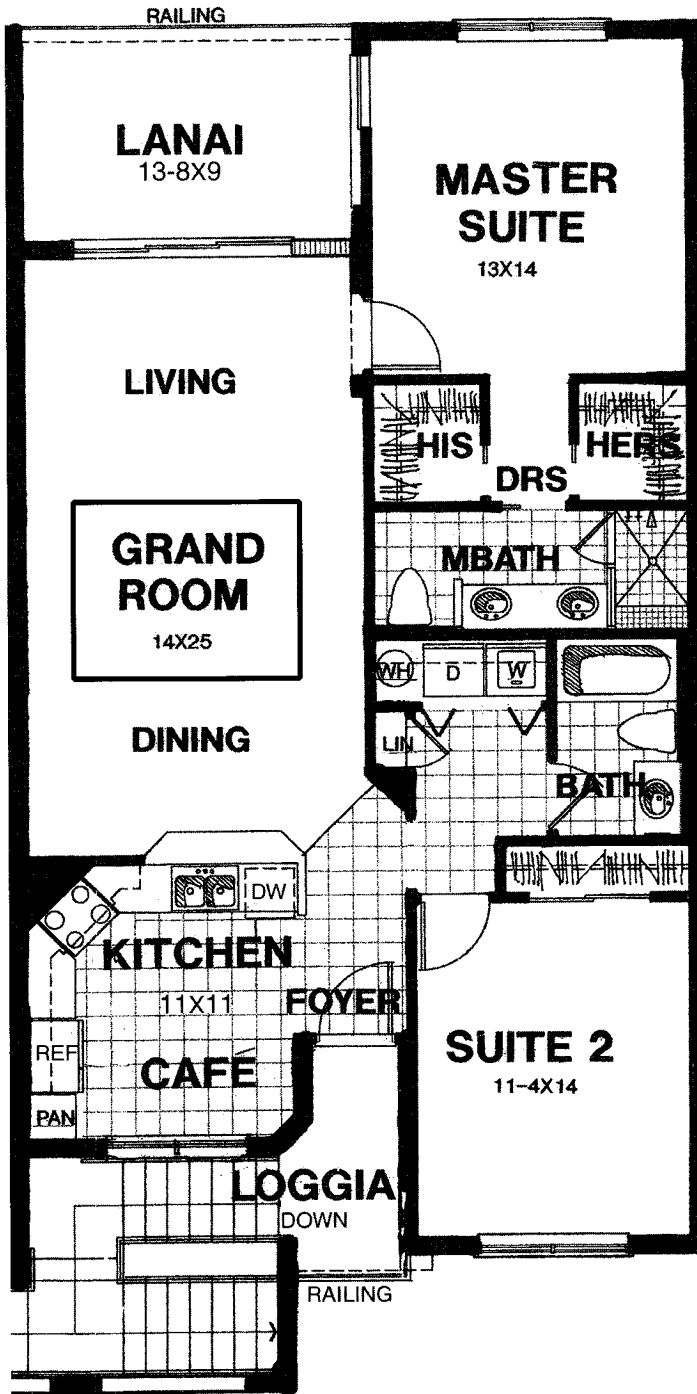 RAILING
LANAI
13-8X9
MASTER
SUITE
13X14
LIVING
HIS
HERS
DRS
GRAND
ROOM
14X25
MBATH
WH
D
W
DINING
LIN
BATH
DW
KITCHEN
11X11
FOYER
REF
CAFÉ
SUITE 2
11-4X14
PAN
LOGGIA
DOWN
RAILING